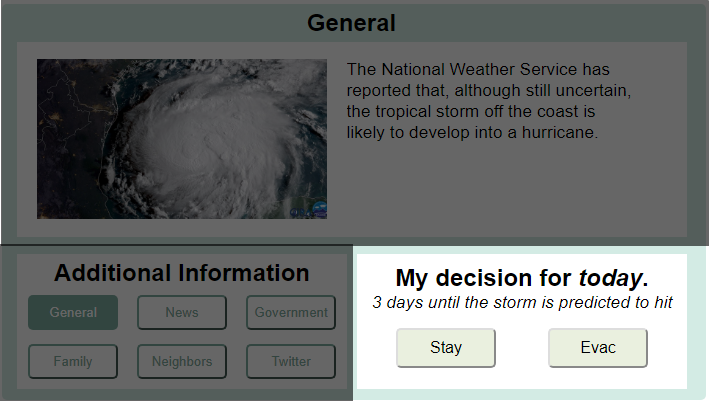 General
The National Weather Service has
reported that, although still uncertain,
the tropical storm off the coast is
likely to develop into a hurricane.
Additional Information
General News Government
Family Neighbors Twitter
My decision for today.
3 days until the storm is predicted to hit
Stay Evac